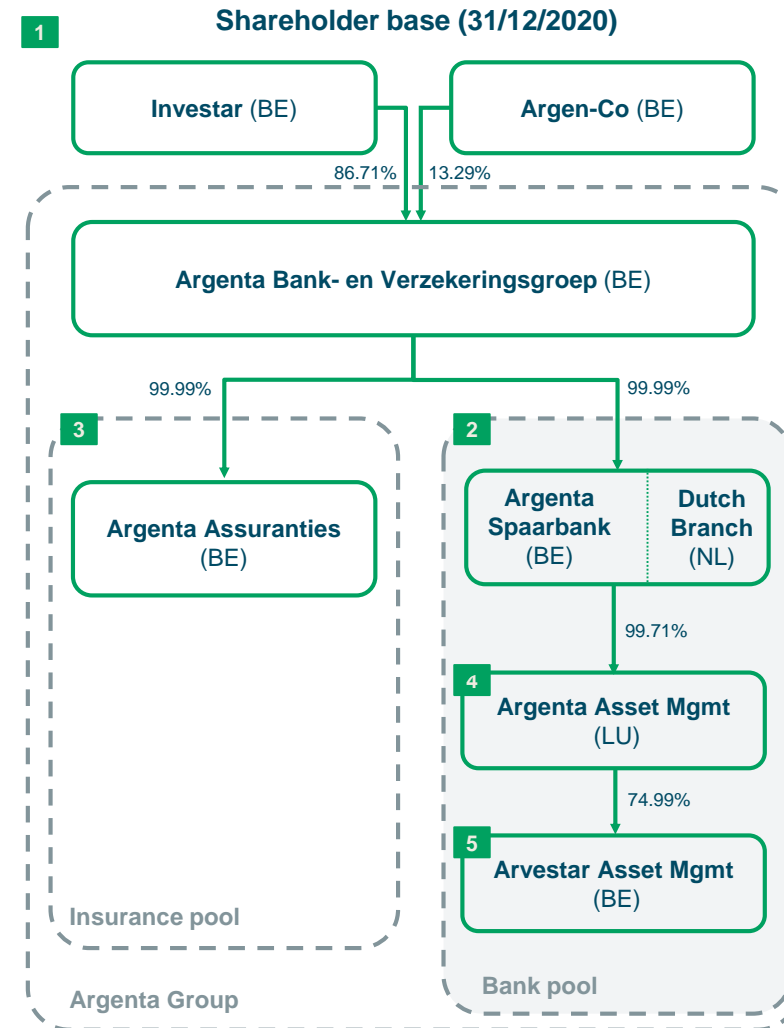 1
Shareholder base (31/12/2020)
Investar (BE)
Argen-Co (BE)
86.71%
13.29%
Argenta Bank- en Verzekeringsgroep (BE)
99.99%
99.99%
3
2
Argenta Assuranties
(BE)
Argenta
Spaarbank
(BE)
Dutch
Branch
(NL)
99.71%
4
Argenta Asset Mgmt
(LU)
74.99%
5
Arvestar Asset Mgmt
(BE)
Insurance pool
Bank pool
Argenta Group